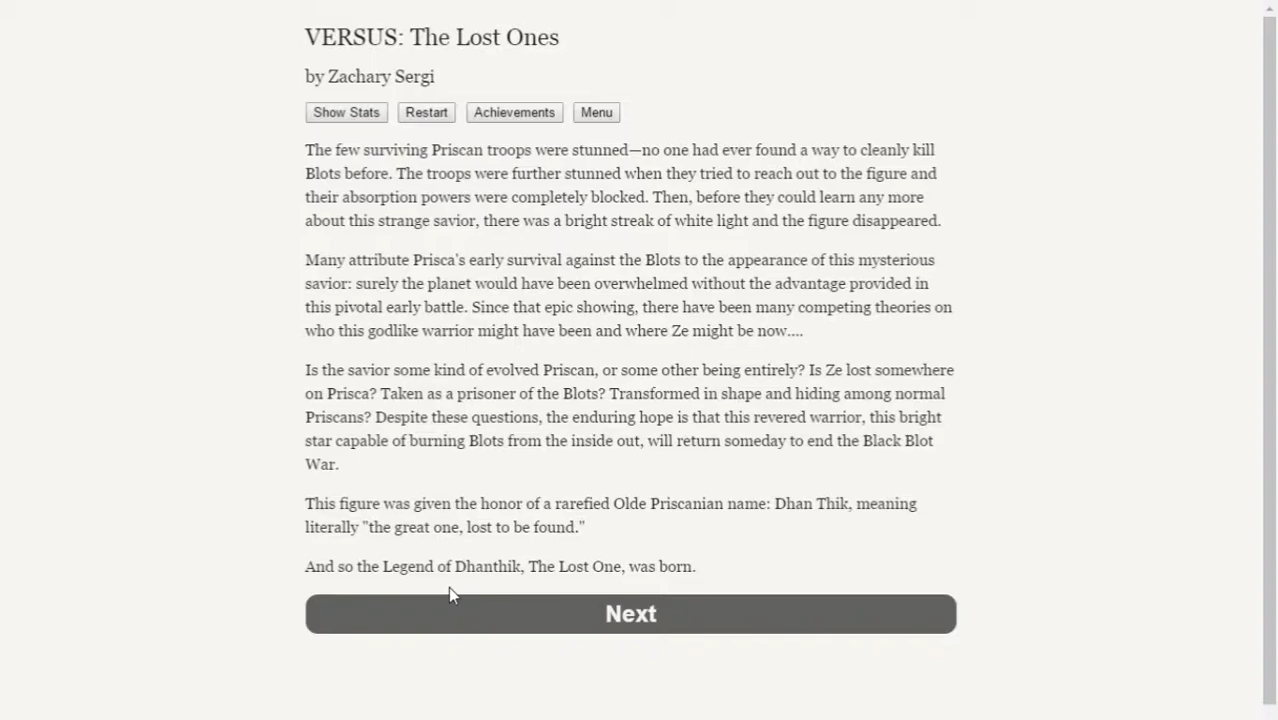 VERSUS: The Lost Ones
by Zachary Sergi
Show Stats Restart Achievements Menu
The few surviving Priscan troops were stunned—no one had ever found a way to cleanly kill
Blots before. The troops were further stunned when they tried to reach out to the figure and
their absorption powers were completely blocked. Then, before they could learn any more
about this strange savior, there was a bright streak of white light and the figure disappeared.
Many attribute Prisca's early survival against the Blots to the appearance of this mysterious
savior: surely the planet would have been overwhelmed without the advantage provided in
this pivotal early battle. Since that epic showing, there have been many competing theories on
who this godlike warrior might have been and where Ze might be now....
Is the savior some kind of evolved Priscan, or some other being entirely? Is Ze lost somewhere
on Prisca? Taken as a prisoner of the Blots? Transformed in shape and hiding among normal
Priscans? Despite these questions, the enduring hope is that this revered warrior, this bright
star capable of burning Blots from the inside out, will return someday to end the Black Blot
War.
This figure was given the honor of a rarefied Olde Priscanian name: Dhan Thik, meaning
literally "the great one, lost to be found."
And so the Legend of Dhanthik, The Lost One, was born.
Next